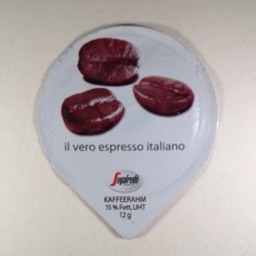 il vero espresso italiano
Segafredo
KAFFEERAHM
15 % Fett, UHT
12 g